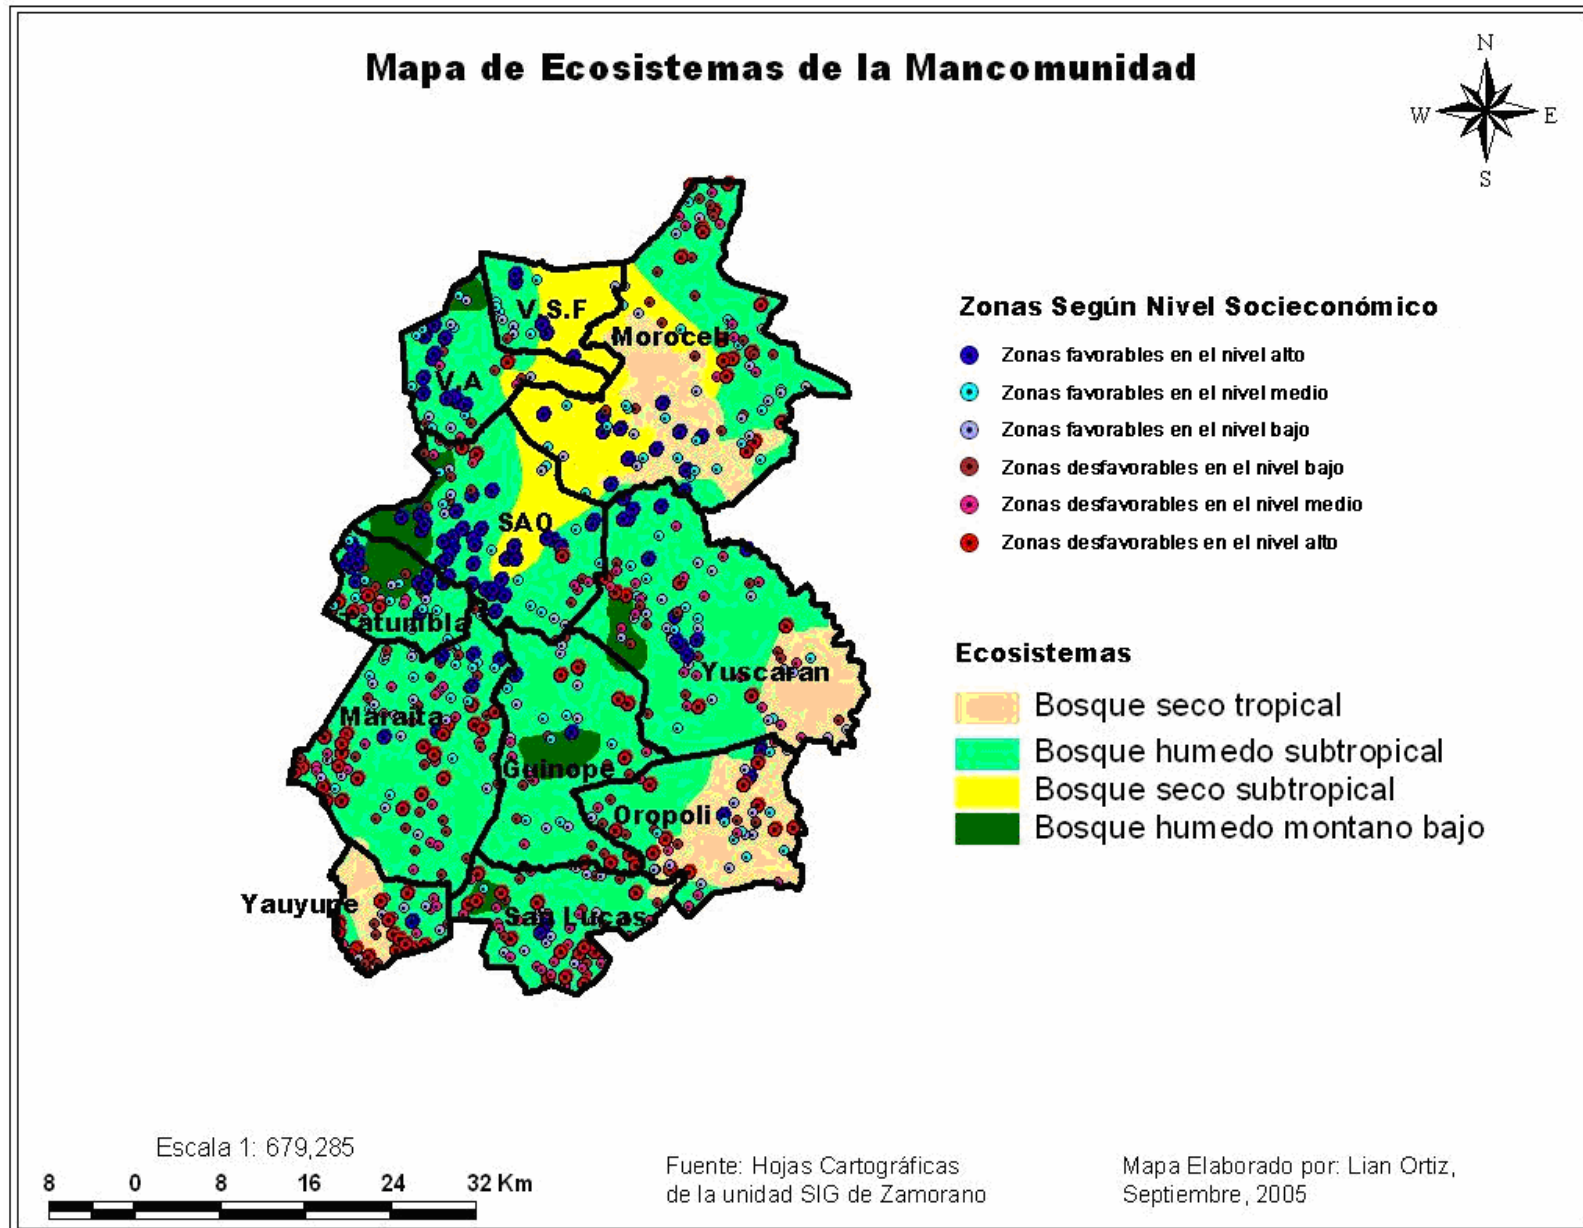 Mapa de Ecosistemas de la Mancomunidad
N
W E
S
V.S.F
Moroceli
V.A
SAO
Tatumbla
Yuscaran
Maraita
Guinope
Oropoli
Yauyupe
San Lucas
Zonas Según Nivel Socieconómico
Zonas favorables en el nivel alto
Zonas favorables en el nivel medio
Zonas favorables en el nivel bajo
Zonas desfavorables en el nivel bajo
Zonas desfavorables en el nivel medio
Zonas desfavorables en el nivel alto
Ecosistemas
Bosque seco tropical
Bosque humedo subtropical
Bosque seco subtropical
Bosque humedo montano bajo
Escala 1: 679,285
8 0 8 16 24 32 Km
Fuente: Hojas Cartográficas
de la unidad SIG de Zamorano
Mapa Elaborado por: Lian Ortiz,
Septiembre, 2005